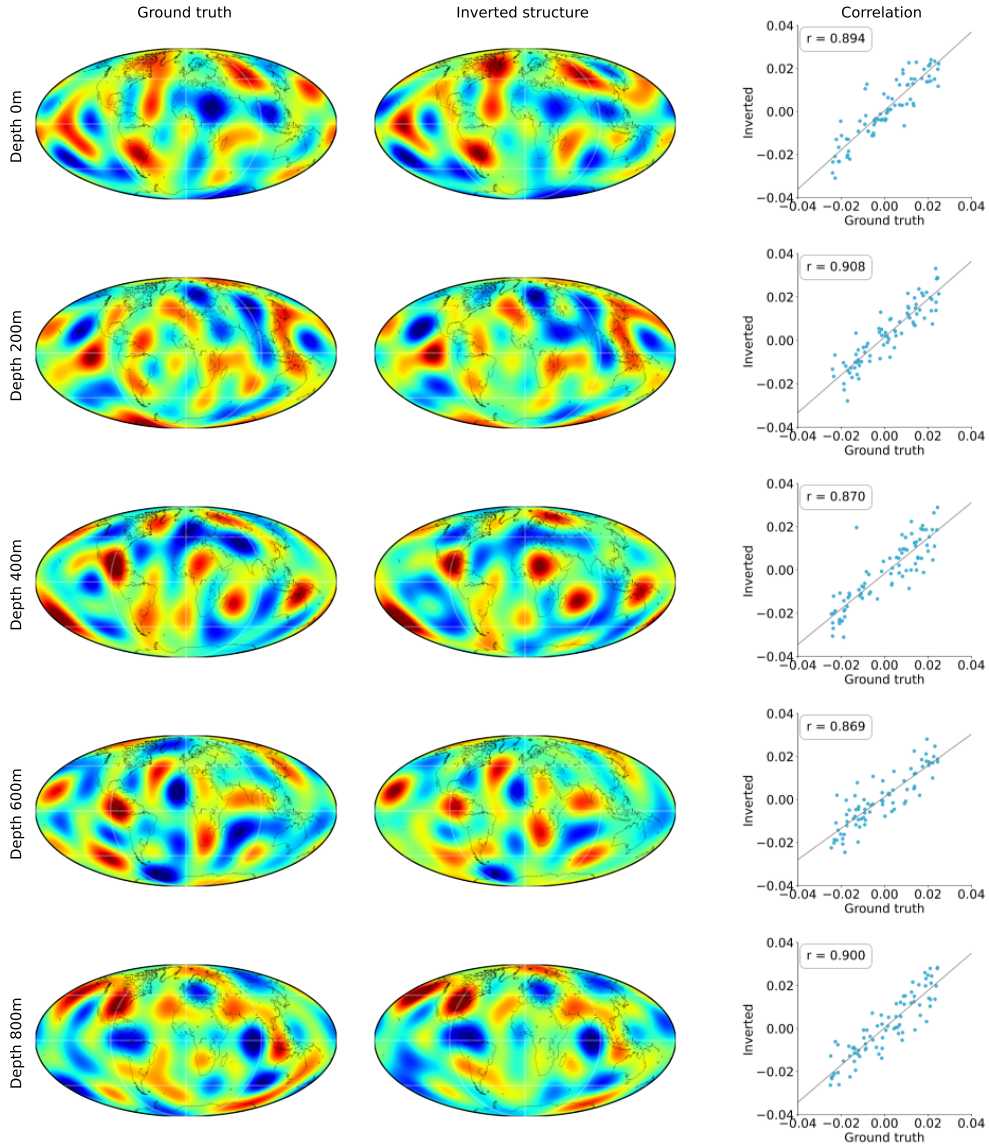 Ground truth
Inverted structure
Correlation
Depth 0m
r = 0.894
Inverted
0.04
0.02
0.00
−0.02
−0.04
−0.04 −0.02 0.00 0.02 0.04
Ground truth
Depth 200m
r = 0.908
Inverted
0.04
0.02
0.00
−0.02
−0.04
−0.04 −0.02 0.00 0.02 0.04
Ground truth
Depth 400m
r = 0.870
Inverted
0.04
0.02
0.00
−0.02
−0.04
−0.04 −0.02 0.00 0.02 0.04
Ground truth
Depth 600m
r = 0.869
Inverted
0.04
0.02
0.00
−0.02
−0.04
−0.04 −0.02 0.00 0.02 0.04
Ground truth
Depth 800m
r = 0.900
Inverted
0.04
0.02
0.00
−0.02
−0.04
−0.04 −0.02 0.00 0.02 0.04
Ground truth